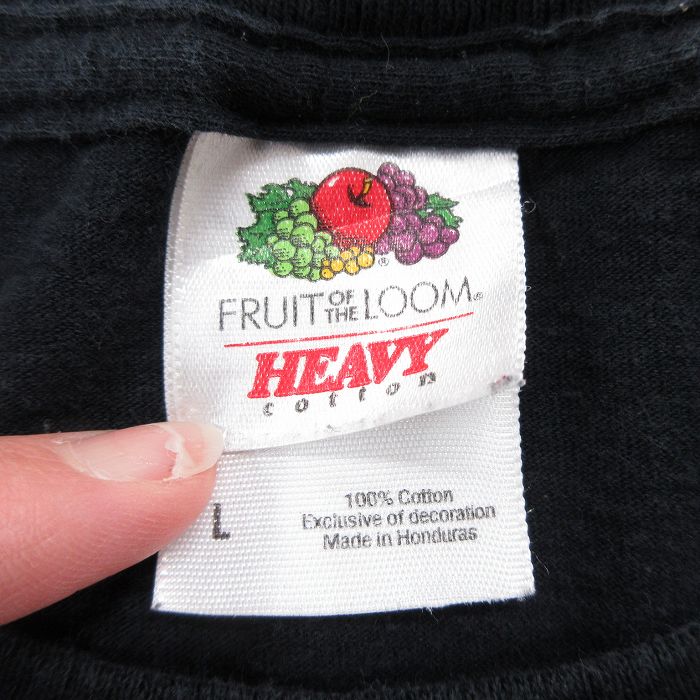 FRUIT OF THE LOOM®
HEAVY
cotton
L
100% Cotton
Exclusive of decoration
Made in Honduras